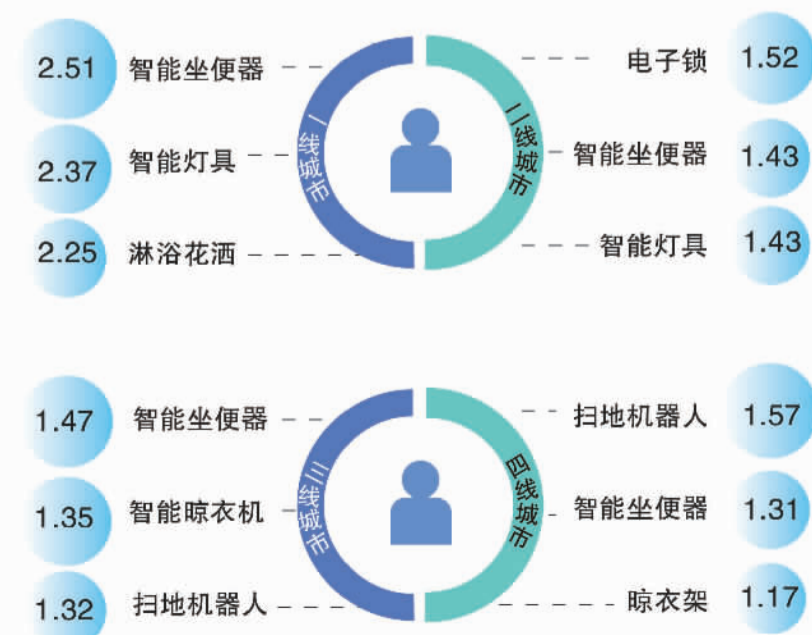 2.51 智能坐便器
2.37 智能灯具
2.25 淋浴花洒
一线城市
二线城市
电子锁 1.52
智能坐便器 1.43
智能灯具 1.43
1.47 智能坐便器
1.35 智能晾衣机
1.32 扫地机器人
三线城市
四线城市
扫地机器人 1.57
智能坐便器 1.31
晾衣架 1.17